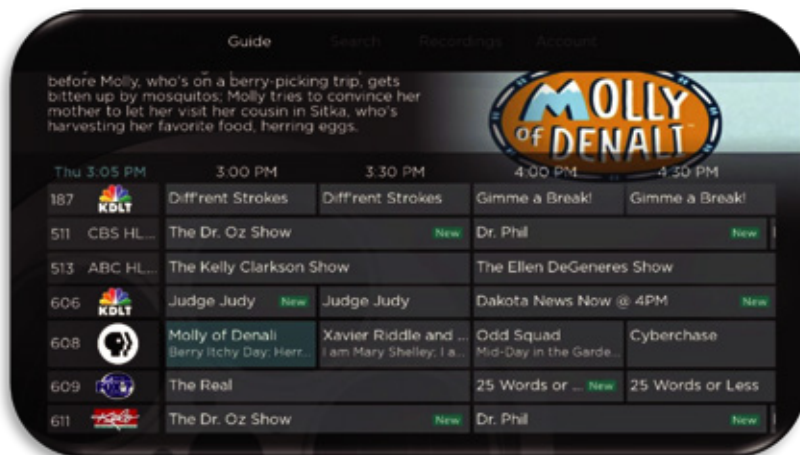 Guide Search Recordings Account
before Molly, who's on a berry-picking trip, gets
bitten up by mosquitos; Molly tries to convince her
mother to let her visit her cousin in Sitka, who's
harvesting her favorite food, herring eggs.
MOLLY
OF DENALI
Thu 3:05 PM 3:00 PM 3:30 PM 4:00 PM 4:30 PM
187 KDLT Diff'rent Strokes Diff'rent Strokes Gimme a Break! Gimme a Break!
511 CBS HL... The Dr. Oz Show New Dr. Phil New
513 ABC HL... The Kelly Clarkson Show The Ellen DeGeneres Show
606 KDLT Judge Judy New Judge Judy Dakota News Now @ 4PM New
608 Molly of Denali Xavier Riddle and ... Odd Squad Cyberchase
Berry Itchy Day; Herr... I am Mary Shelley; I a... Mid-Day in the Garde...
609 The Real 25 Words or ... New 25 Words or Less
611 The Dr. Oz Show New Dr. Phil New